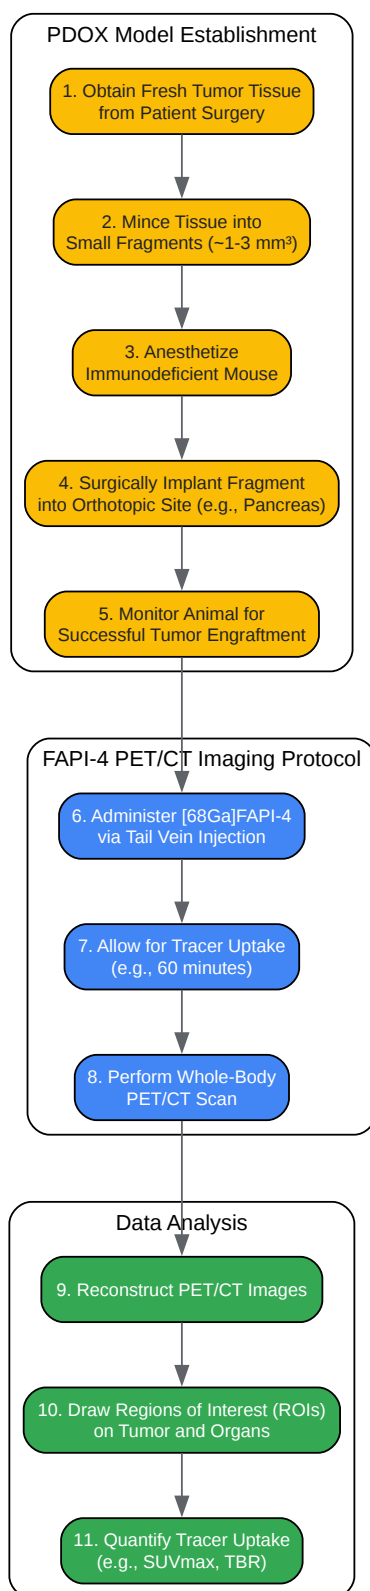 PDOX Model Establishment
1. Obtain Fresh Tumor Tissue
from Patient Surgery
2. Mince Tissue into
Small Fragments (~1-3 mm³)
3. Anesthetize
Immunodeficient Mouse
4. Surgically Implant Fragment
into Orthotopic Site (e.g., Pancreas)
5. Monitor Animal for
Successful Tumor Engraftment
FAPI-4 PET/CT Imaging Protocol
6. Administer [68Ga]FAPI-4
via Tail Vein Injection
7. Allow for Tracer Uptake
(e.g., 60 minutes)
8. Perform Whole-Body
PET/CT Scan
Data Analysis
9. Reconstruct PET/CT Images
10. Draw Regions of Interest (ROIs)
on Tumor and Organs
11. Quantify Tracer Uptake
(e.g., SUVmax, TBR)